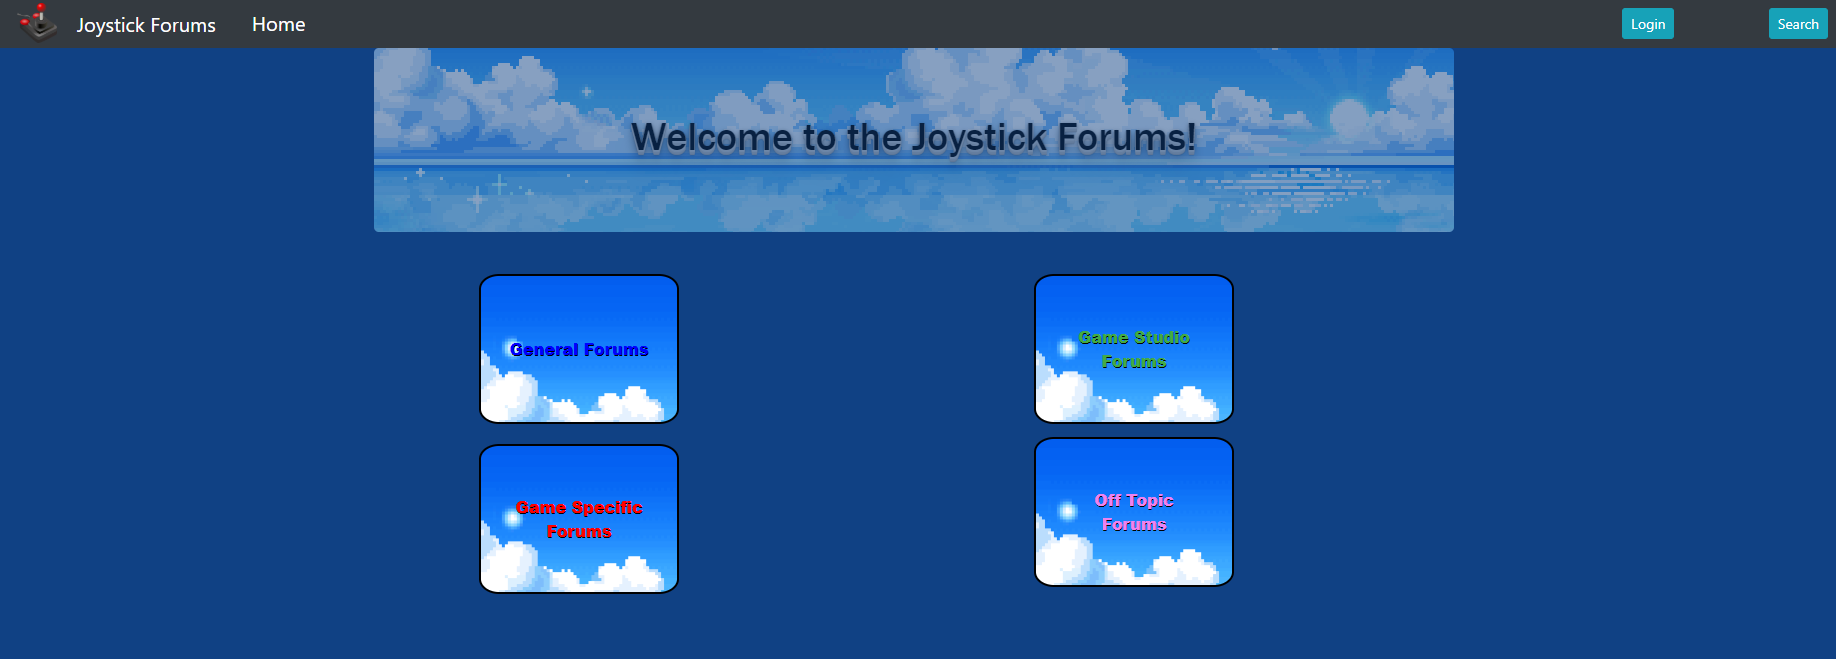 Joystick Forums Home Login Search
Welcome to the Joystick Forums!
General Forums
Game Studio
Forums
Game Specific
Forums
Off Topic
Forums